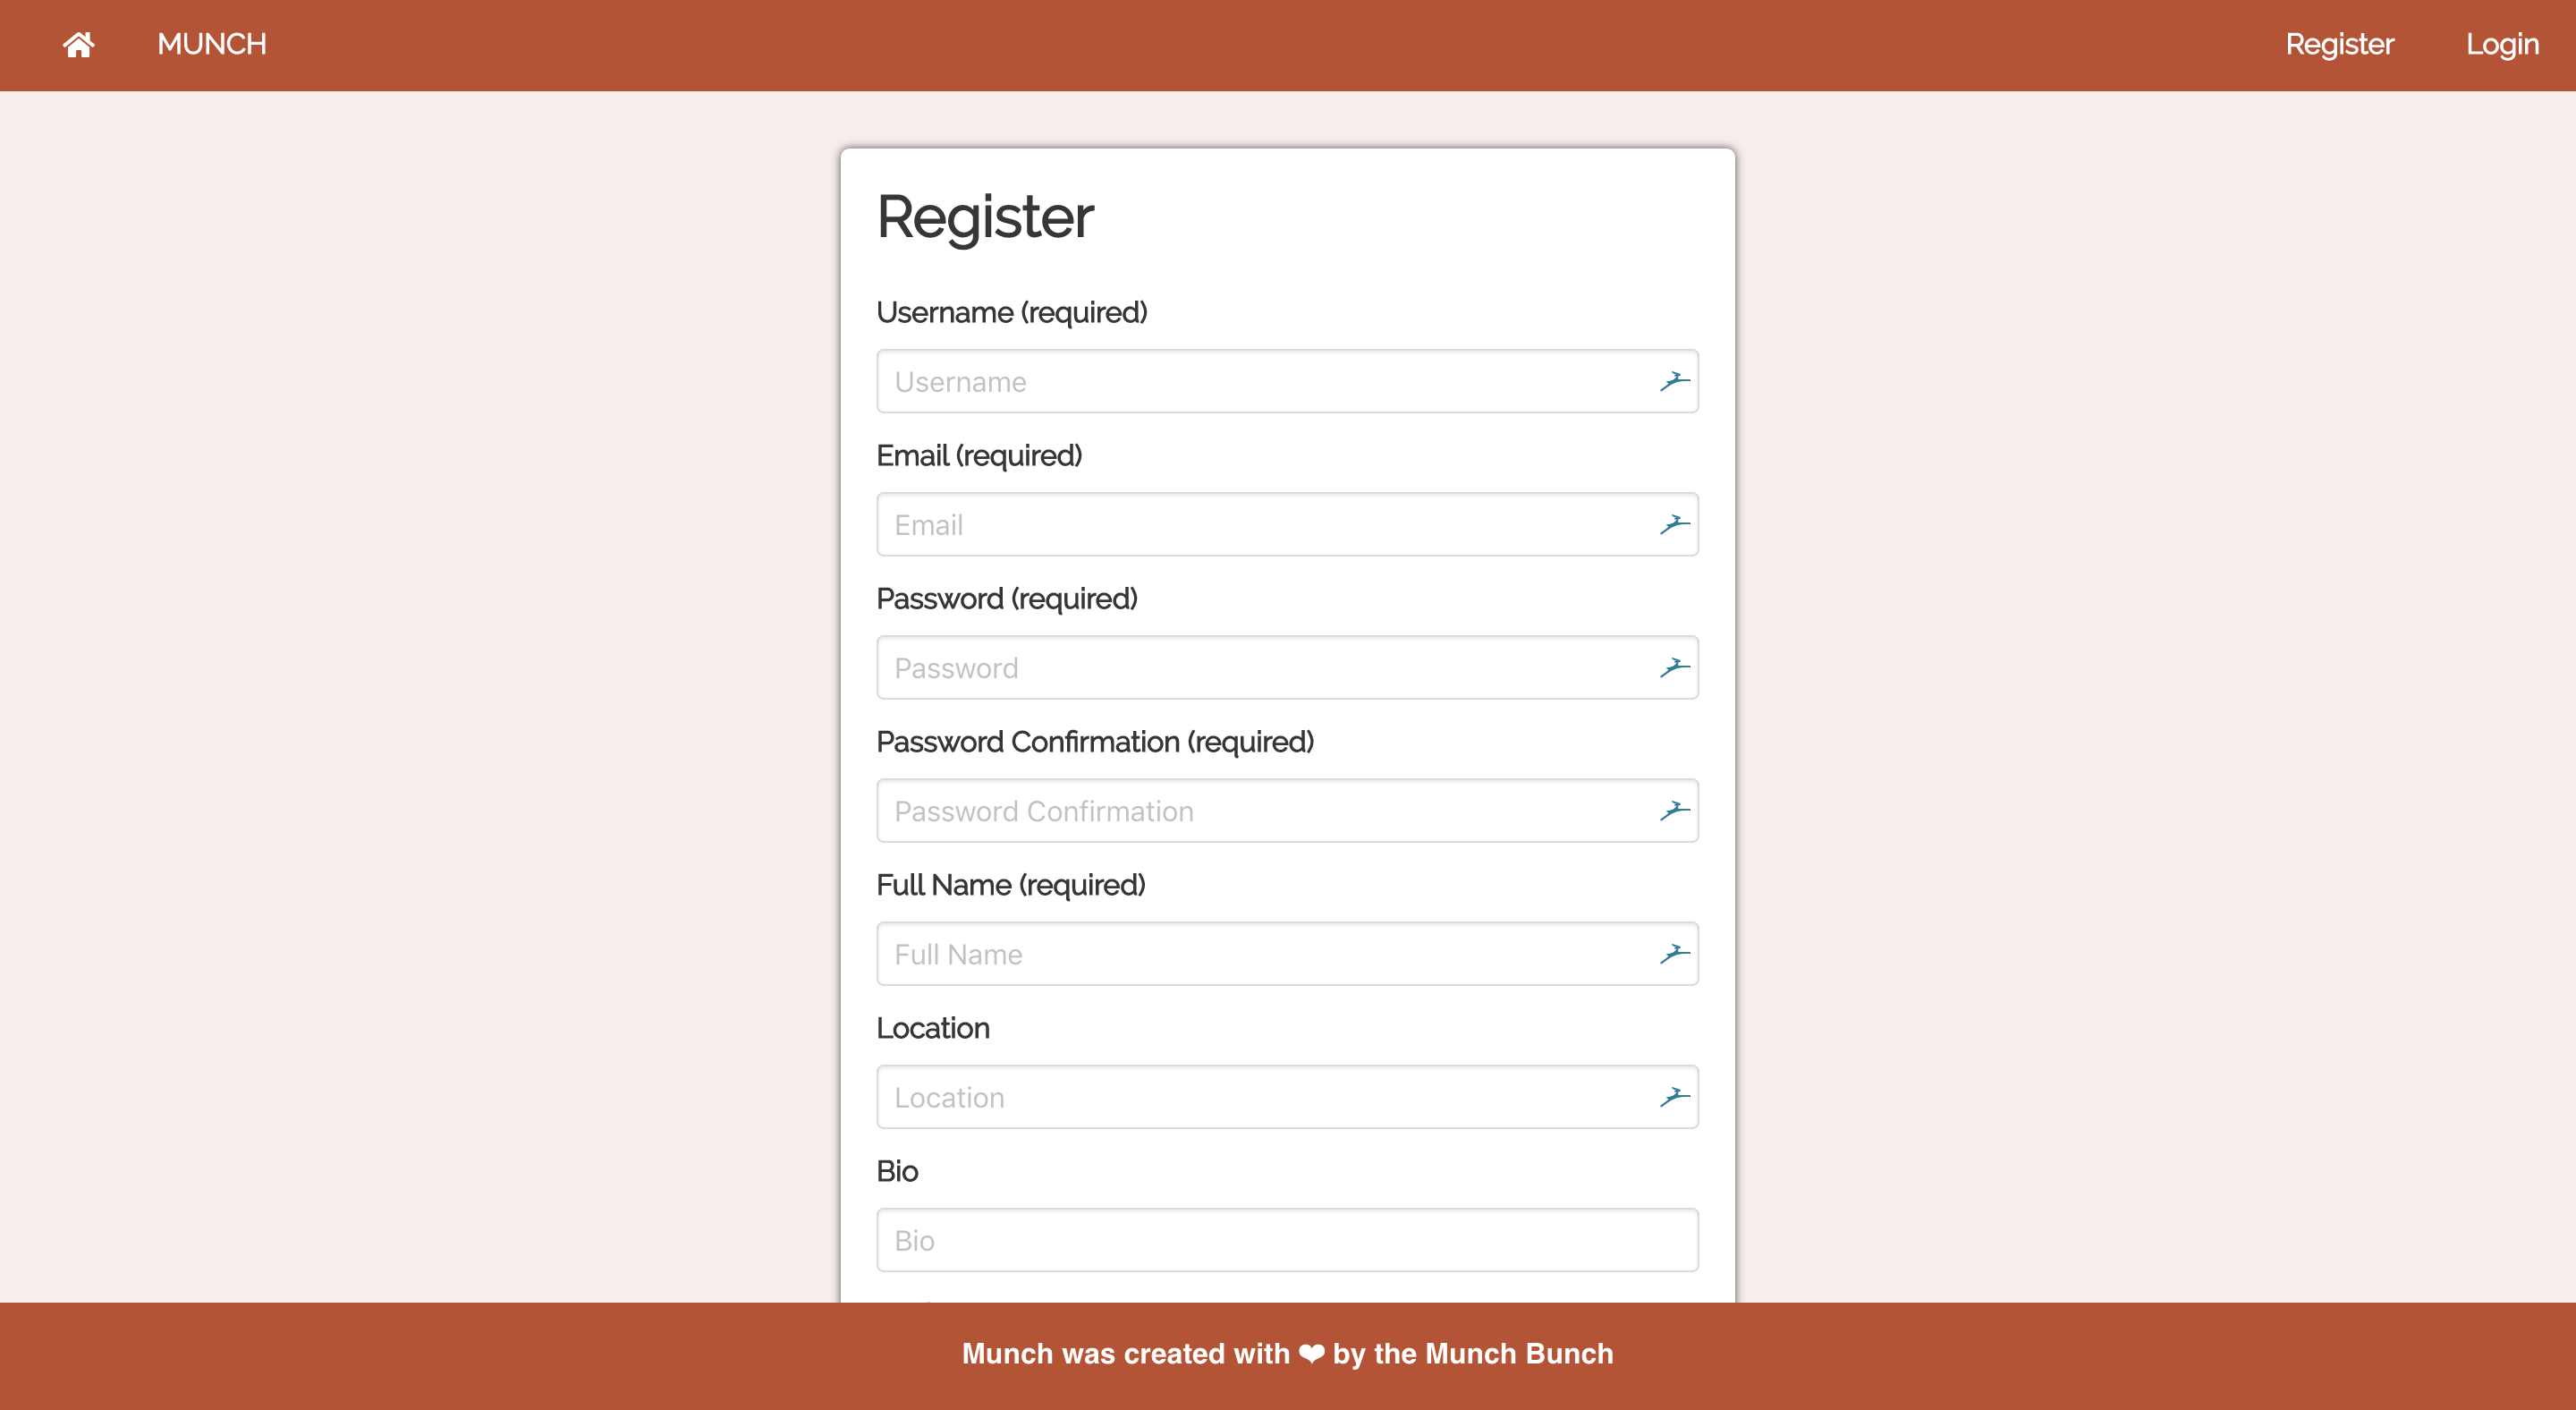 MUNCH
Register
Login
Register
Username (required)
Username
Email (required)
Email
Password (required)
Password
Password Confirmation (required)
Password Confirmation
Full Name (required)
Full Name
Location
Location
Bio
Bio
Munch was created with ❤ by the Munch Bunch